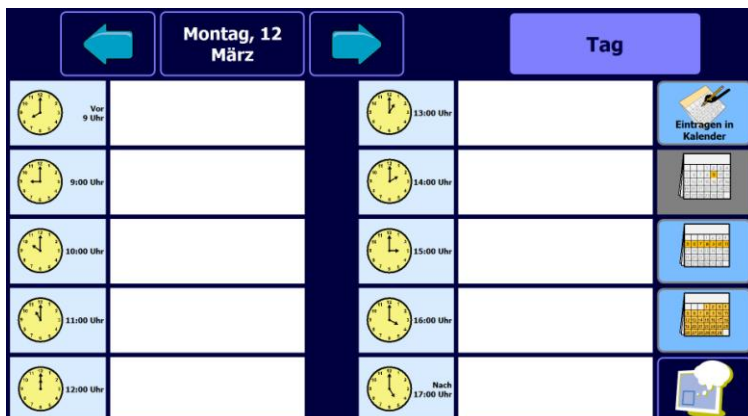 Montag, 12
März
Tag
Vor
9 Uhr
9:00 Uhr
10:00 Uhr
11:00 Uhr
12:00 Uhr
13:00 Uhr
14:00 Uhr
15:00 Uhr
16:00 Uhr
Nach
17:00 Uhr
Eintragen in
Kalender